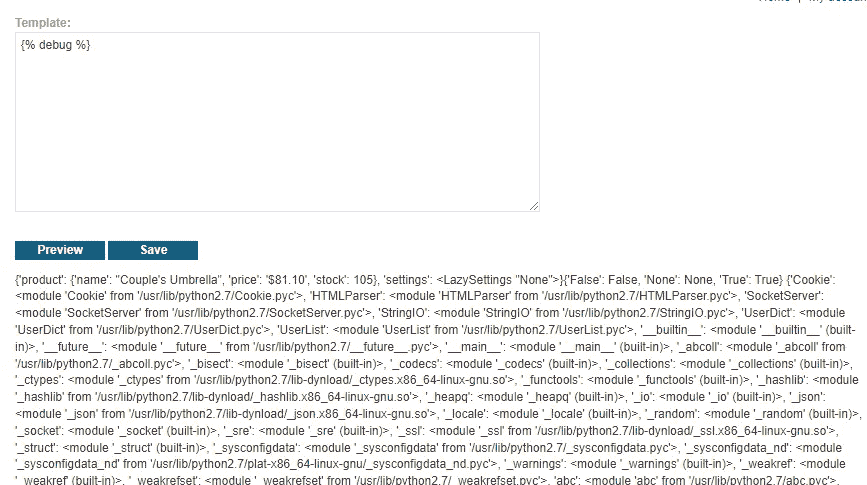 Template:
{% debug %}
Preview Save
{'product': {'name': "Couple's Umbrella", 'price': '$81.10', 'stock': 105}, 'settings': <LazySettings "None">}{'False': False, 'None': None, 'True': True} {'Cookie':
<module 'Cookie' from '/usr/lib/python2.7/Cookie.pyc'>, 'HTMLParser': <module 'HTMLParser' from '/usr/lib/python2.7/HTMLParser.pyc'>, 'SocketServer':
<module 'SocketServer' from '/usr/lib/python2.7/SocketServer.pyc'>, 'StringIO': <module 'StringIO' from '/usr/lib/python2.7/StringIO.pyc'>, 'UserDict': <module
'UserDict' from '/usr/lib/python2.7/UserDict.pyc'>, 'UserList': <module 'UserList' from '/usr/lib/python2.7/UserList.pyc'>, '__builtin__': <module '__builtin__' (built-
in)>, '__future__': <module '__future__' from '/usr/lib/python2.7/__future__.pyc'>, '__main__': <module '__main__' (built-in)>, '_abcoll': <module '_abcoll' from
'/usr/lib/python2.7/_abcoll.pyc'>, '_bisect': <module '_bisect' (built-in)>, '_codecs': <module '_codecs' (built-in)>, '_collections': <module '_collections' (built-in)>,
'_ctypes': <module '_ctypes' from '/usr/lib/python2.7/lib-dynload/_ctypes.x86_64-linux-gnu.so'>, '_functools': <module '_functools' (built-in)>, '_hashlib': <module
'_hashlib' from '/usr/lib/python2.7/lib-dynload/_hashlib.x86_64-linux-gnu.so'>, '_heapq': <module '_heapq' (built-in)>, '_io': <module '_io' (built-in)>, '_json':
<module '_json' from '/usr/lib/python2.7/lib-dynload/_json.x86_64-linux-gnu.so'>, '_locale': <module '_locale' (built-in)>, '_random': <module '_random' (built-in)>,
'_socket': <module '_socket' (built-in)>, '_sre': <module '_sre' (built-in)>, '_ssl': <module '_ssl' from '/usr/lib/python2.7/lib-dynload/_ssl.x86_64-linux-gnu.so'>,
'_struct': <module '_struct' (built-in)>, '_sysconfigdata': <module '_sysconfigdata' from '/usr/lib/python2.7/_sysconfigdata.pyc'>, '_sysconfigdata_nd': <module
'_sysconfigdata_nd' from '/usr/lib/python2.7/plat-x86_64-linux-gnu/_sysconfigdata_nd.pyc'>, '_warnings': <module '_warnings' (built-in)>, '_weakref': <module
'_weakref' (built-in)>, '_weakrefset': <module '_weakrefset' from '/usr/lib/python2.7/_weakrefset.pyc'>, 'abc': <module 'abc' from '/usr/lib/python2.7/abc.pyc'>,